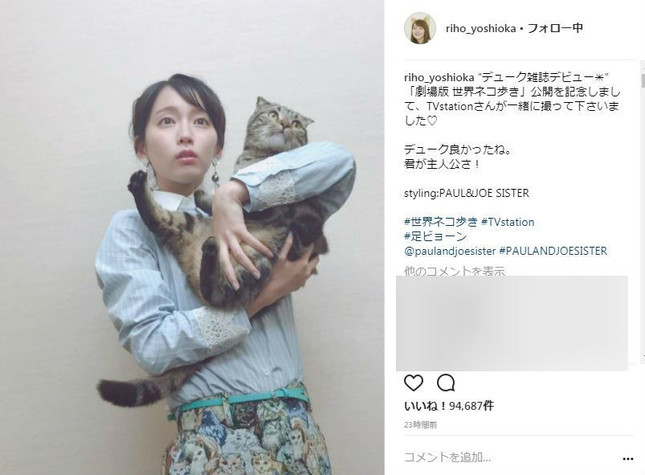 riho_yoshioka • フォロー中
riho_yoshioka “デューク雑誌デビュー✳︎”
「劇場版 世界ネコ歩き」公開を記念しまし
て、TVstationさんが一緒に撮って下さいま
した♡
デューク良かったね。
君が主人公さ！
styling:PAUL&JOE SISTER
#世界ネコ歩き #TVstation
#足ビョーン
@paulandjoesister #PAULANDJOESISTER
他のコメントを表示
いいね！94,687件
23時間前
コメントを追加...